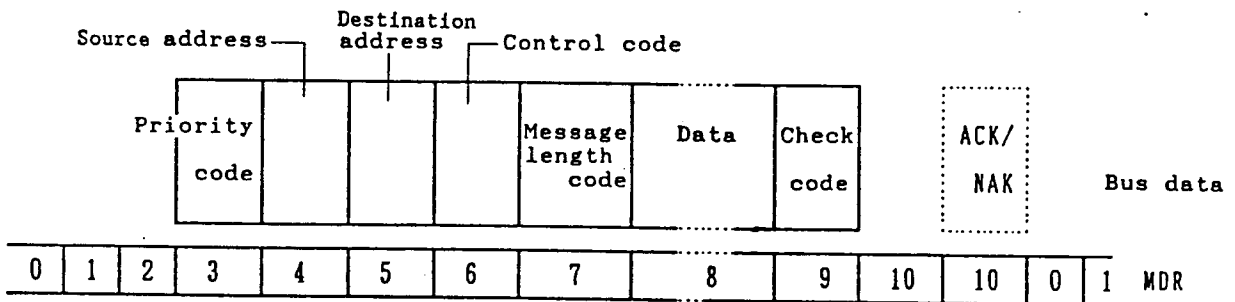 Destination
Source address
address
Control code
Priority
code
Message
length
code
Data
Check
code
ACK/
NAK
Bus data
0 1 2 3 4 5 6 7 8 9 10 10 0 1 MDR